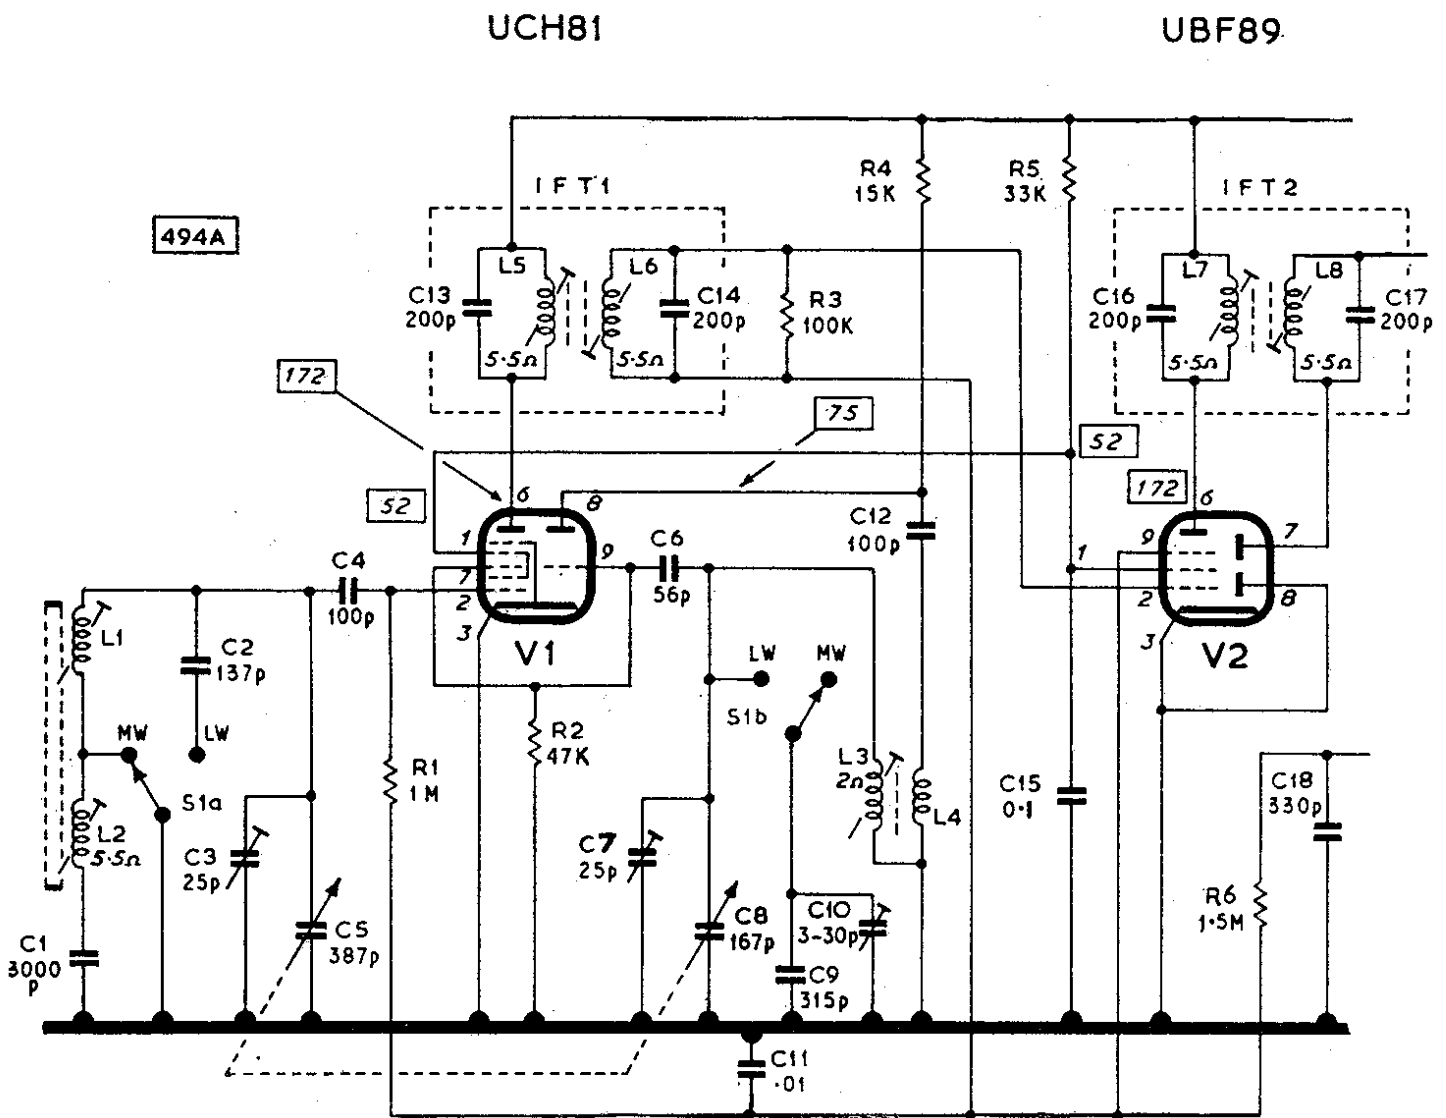 UCH81
UBF89
494A
IFT1
R4
15K
R5
33K
IFT2
L5
L6
C13
200p
C14
200p
R3
100K
5·5Ω
5·5Ω
L7
L8
C16
200p
C17
200p
5·5Ω
5·5Ω
172
75
52
52
172
6
8
1
7
2
3
9
V1
C4
100p
C6
56p
C12
100p
6
9
1
2
3
7
8
V2
L1
C2
137p
MW
LW
S1a
L2
5·5Ω
C3
25p
C5
387p
C1
3000
p
R1
1M
R2
47K
LW
MW
S1b
C7
25p
C8
167p
L3
2Ω
L4
C10
3-30p
C9
315p
C15
0·1
C18
330p
R6
1·5M
C11
·01